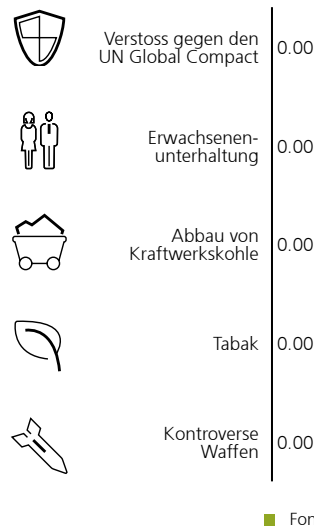 Verstoss gegen den
UN Global Compact
0.00
Erwachsenen-
unterhaltung
0.00
Abbau von
Kraftwerkskohle
0.00
Tabak
0.00
Kontroverse
Waffen
0.00